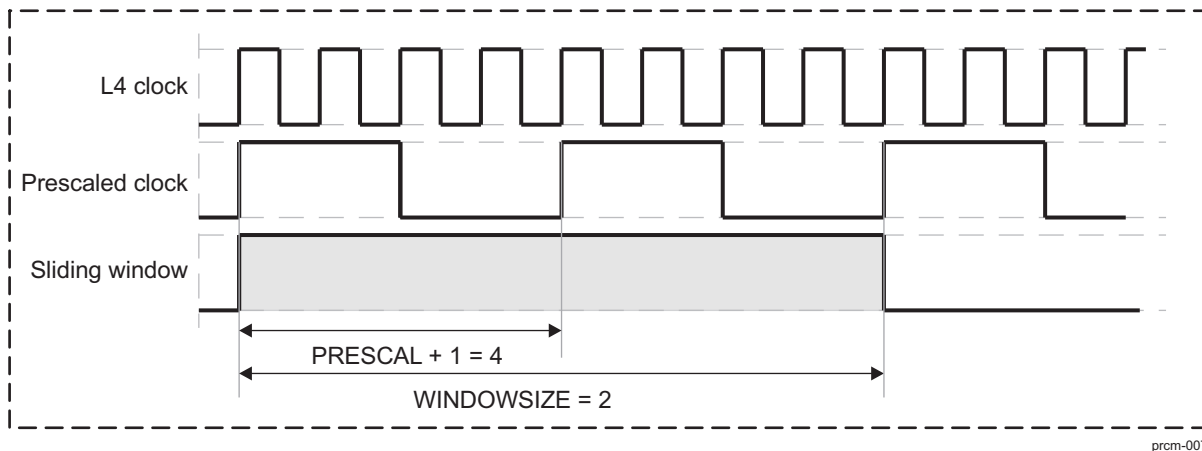 L4 clock
Prescaled clock
Sliding window
PRESCAL + 1 = 4
WINDOWSIZE = 2